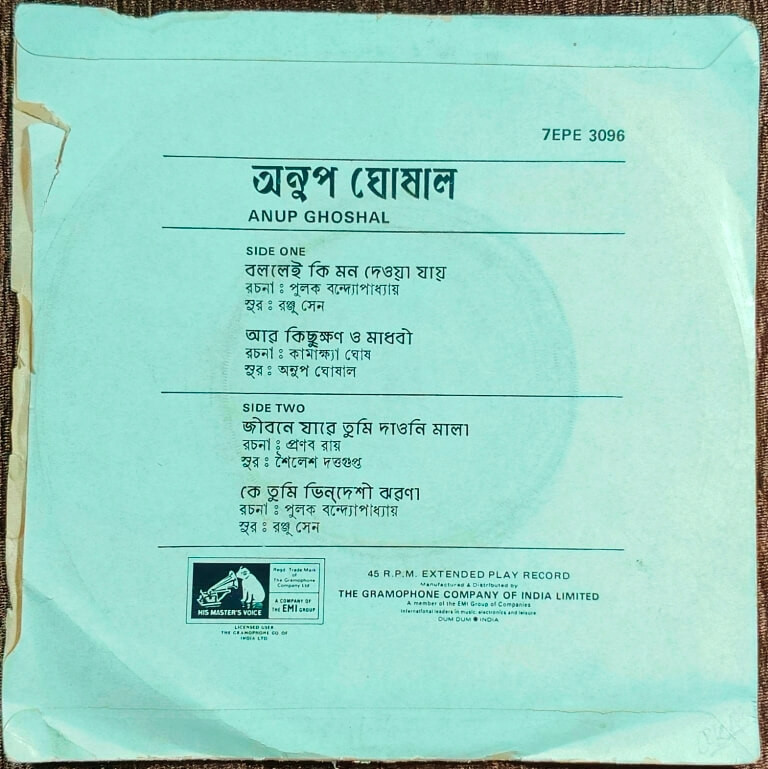 7EPE 3096
অনুপ ঘোষাল
ANUP GHOSHAL
SIDE ONE
বললেই কি মন দেওয়া যায়
রচনা : পুলক বন্দ্যোপাধ্যায়
সুর : রঞ্জু সেন
আর কিছুক্ষণ ও মাধবী
রচনা : কামাক্ষ্যা ঘোষ
সুর : অনুপ ঘোষাল
SIDE TWO
জীবনে যারে তুমি দাওনি মালা
রচনা : প্রণব রায়
সুর : শৈলেশ দত্তগুপ্ত
কে তুমি ভিন্‌দেশী ঝরণা
রচনা : পুলক বন্দ্যোপাধ্যায়
সুর : রঞ্জু সেন
HIS MASTER'S VOICE
Regd. Trade Mark
of
The Gramophone
Company Ltd
A COMPANY OF
THE EMI GROUP
LICENSED USER
THE GRAMOPHONE CO. OF
INDIA LTD.
45 R.P.M. EXTENDED PLAY RECORD
Manufactured & Distributed by
THE GRAMOPHONE COMPANY OF INDIA LIMITED
A member of the EMI Group of Companies
International leaders in music, electronics and leisure
DUM DUM ● INDIA